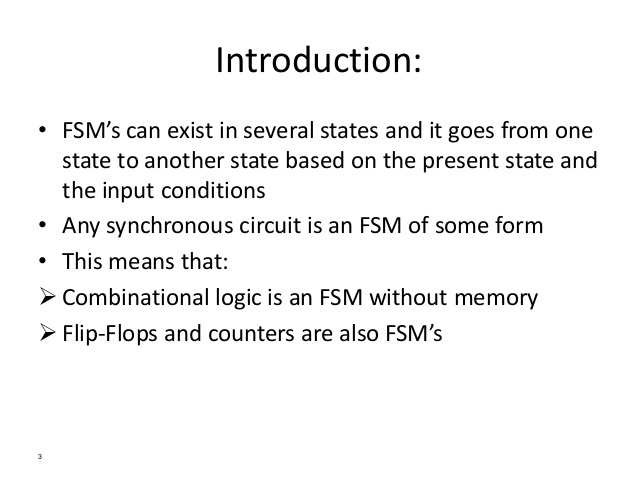 Introduction:
• FSM’s can exist in several states and it goes from one
state to another state based on the present state and
the input conditions
• Any synchronous circuit is an FSM of some form
• This means that:
➢ Combinational logic is an FSM without memory
➢ Flip-Flops and counters are also FSM’s
3